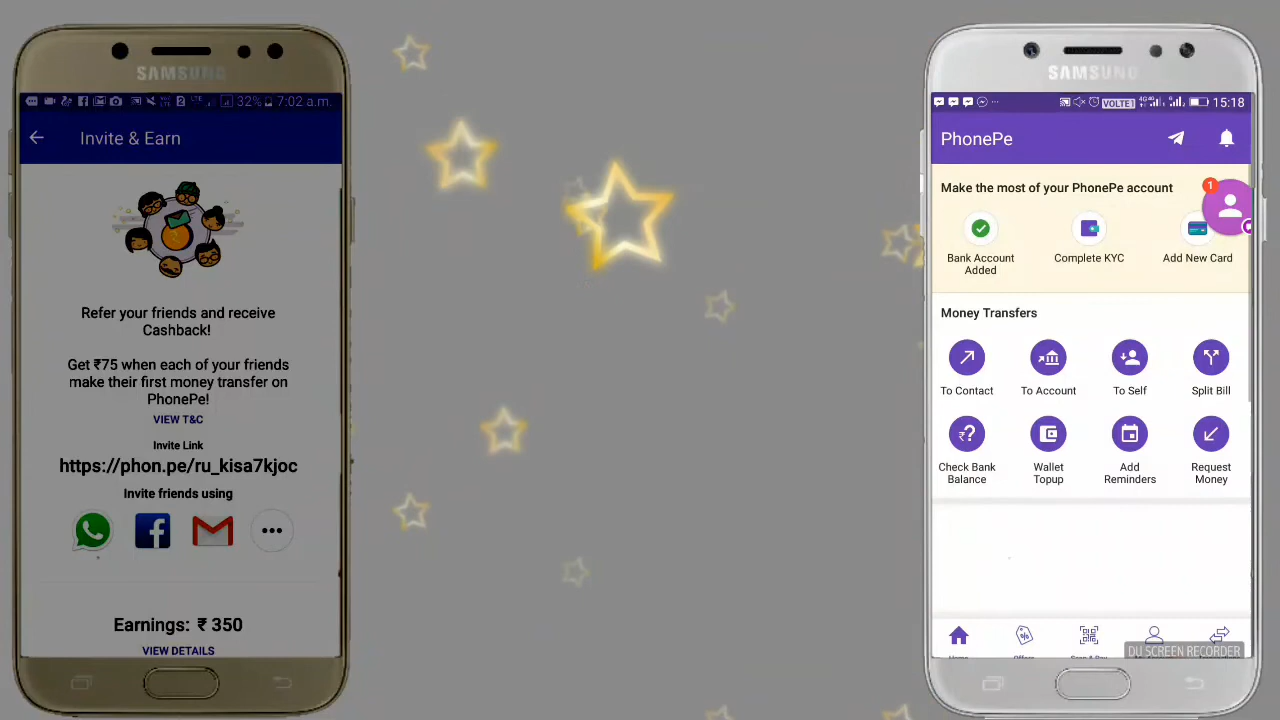 SAMSUNG
32% 7:02 a.m.
Invite & Earn
Refer your friends and receive
Cashback!
Get ₹75 when each of your friends
make their first money transfer on
PhonePe!
VIEW T&C
Invite Link
https://phon.pe/ru_kisa7kjoc
Invite friends using
Earnings: ₹ 350
VIEW DETAILS
SAMSUNG
VOLTE1 15:18
PhonePe
Make the most of your PhonePe account
1
Bank Account
Added
Complete KYC
Add New Card
Money Transfers
To Contact
To Account
To Self
Split Bill
Check Bank
Balance
Wallet
Topup
Add
Reminders
Request
Money
DU SCREEN RECORDER